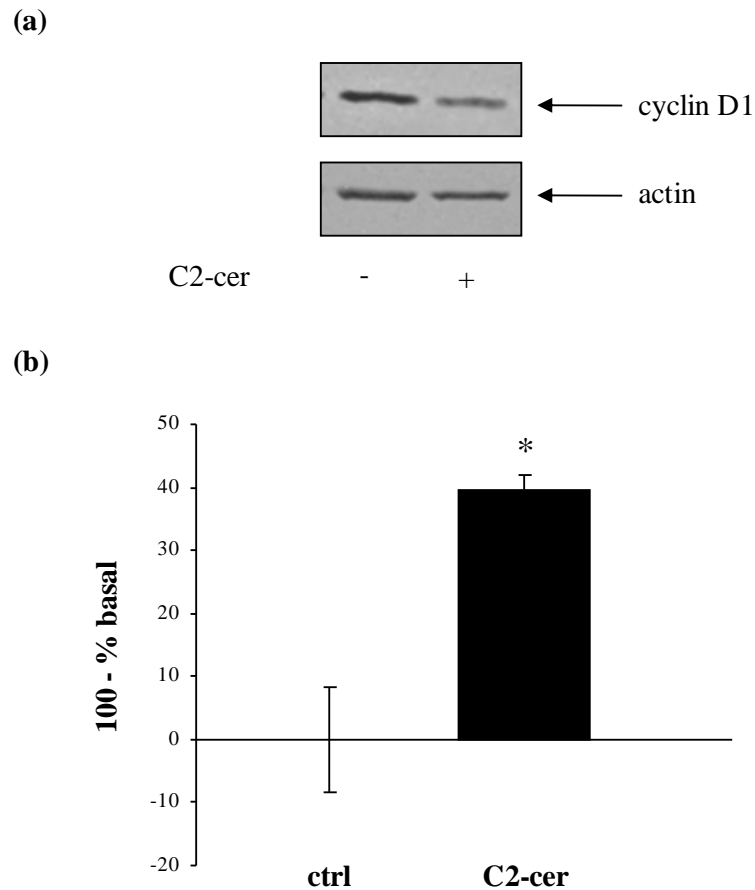 (a)
cyclin D1
actin
C2-cer - +
(b)
50
40
30
20
10
0
-10
-20
100 - % basal
*
ctrl C2-cer